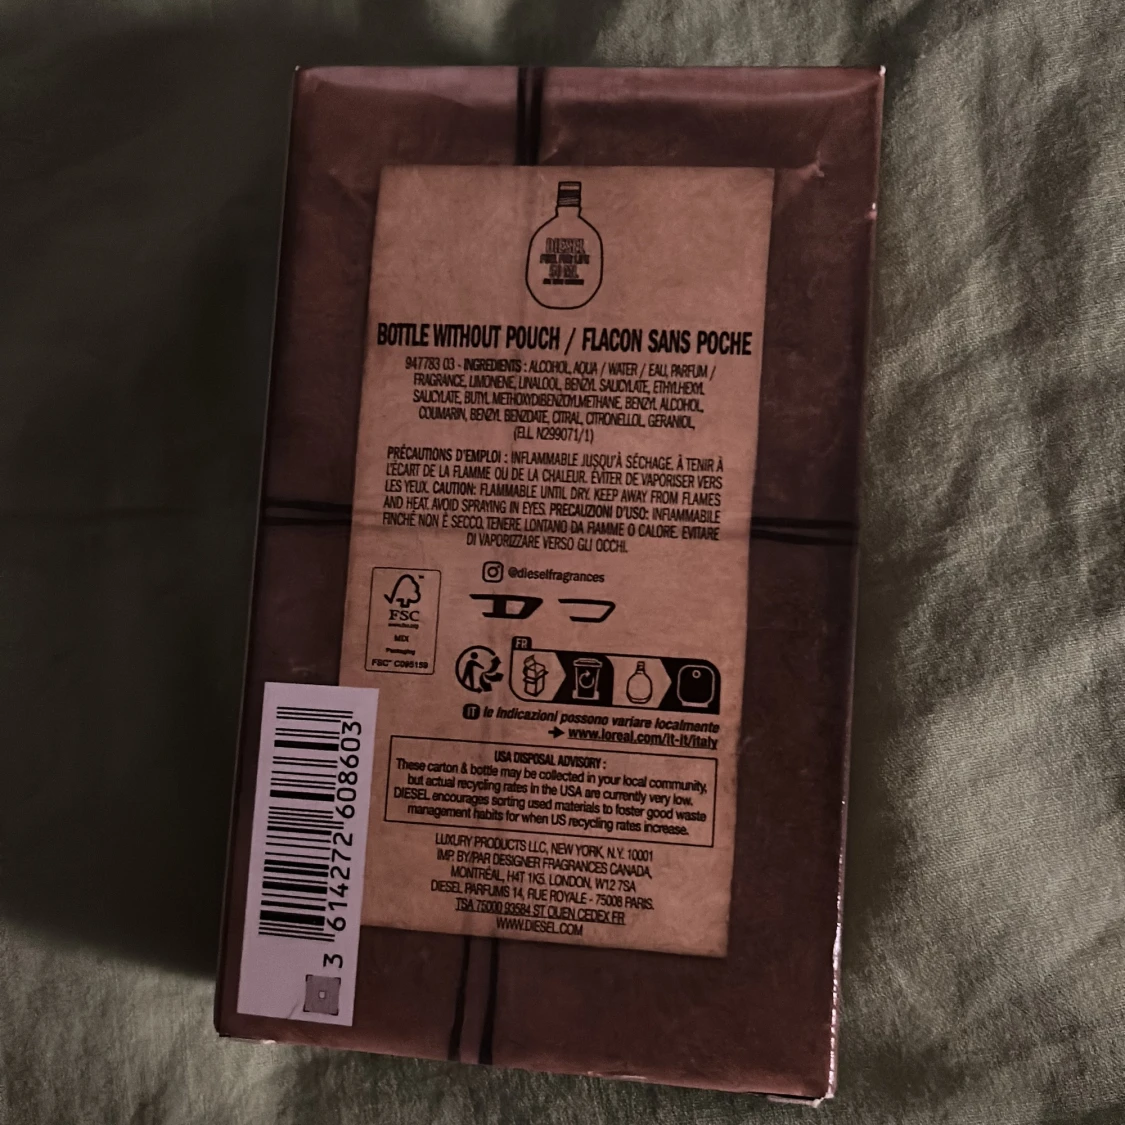 DIESEL
FUEL FOR LIFE
50 ML
BOTTLE WITHOUT POUCH / FLACON SANS POCHE
947783 03 - INGREDIENTS : ALCOHOL, AQUA / WATER / EAU, PARFUM /
FRAGRANCE, LIMONENE, LINALOOL, BENZYL SALICYLATE, ETHYLHEXYL
SALICYLATE, BUTYL METHOXYDIBENZOYLMETHANE, BENZYL ALCOHOL,
COUMARIN, BENZYL BENZOATE, CITRAL, CITRONELLOL, GERANIOL,
(F.I.L. N299071/1)
PRÉCAUTIONS D'EMPLOI : INFLAMMABLE JUSQU'À SÉCHAGE. À TENIR À
L'ÉCART DE LA FLAMME OU DE LA CHALEUR. ÉVITER DE VAPORISER VERS
LES YEUX. CAUTION: FLAMMABLE UNTIL DRY. KEEP AWAY FROM FLAMES
AND HEAT. AVOID SPRAYING IN EYES. PRECAUZIONI D'USO: INFIAMMABILE
FINCHÉ NON È SECCO, TENERE LONTANO DA FIAMME O CALORE. EVITARE
DI VAPORIZZARE VERSO GLI OCCHI.
@dieselfragrances
FSC
www.fsc.org
MIX
Packaging
FSC™ C095159
FR
IT le indicazioni possono variare localmente
www.loreal.com/it-it/italy
USA DISPOSAL ADVISORY :
These carton & bottle may be collected in your local community,
but actual recycling rates in the USA are currently very low.
DIESEL encourages sorting used materials to foster good waste
management habits for when US recycling rates increase.
LUXURY PRODUCTS LLC, NEW YORK, N.Y. 10001
IMP. BY/PAR DESIGNER FRAGRANCES CANADA,
MONTRÉAL, H4T 1K5. LONDON, W12 7SA
DIESEL PARFUMS 14, RUE ROYALE - 75008 PARIS.
TSA 75000 93584 ST OUEN CEDEX FR
WWW.DIESEL.COM
3 614272 608603